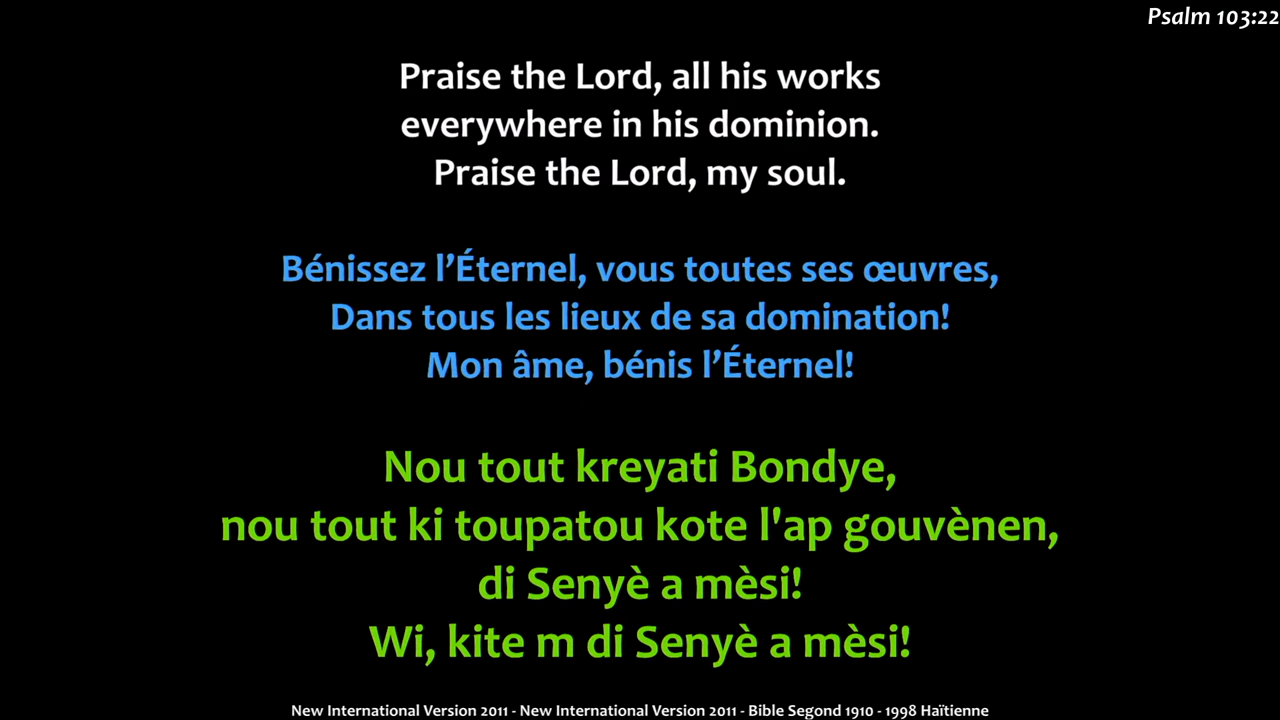 Psalm 103:22
Praise the Lord, all his works
everywhere in his dominion.
Praise the Lord, my soul.
Bénissez l’Éternel, vous toutes ses œuvres,
Dans tous les lieux de sa domination!
Mon âme, bénis l’Éternel!
Nou tout kreyati Bondye,
nou tout ki toupatou kote l'ap gouvènen,
di Senyè a mèsi!
Wi, kite m di Senyè a mèsi!
New International Version 2011 - New International Version 2011 - Bible Segond 1910 - 1998 Haïtienne